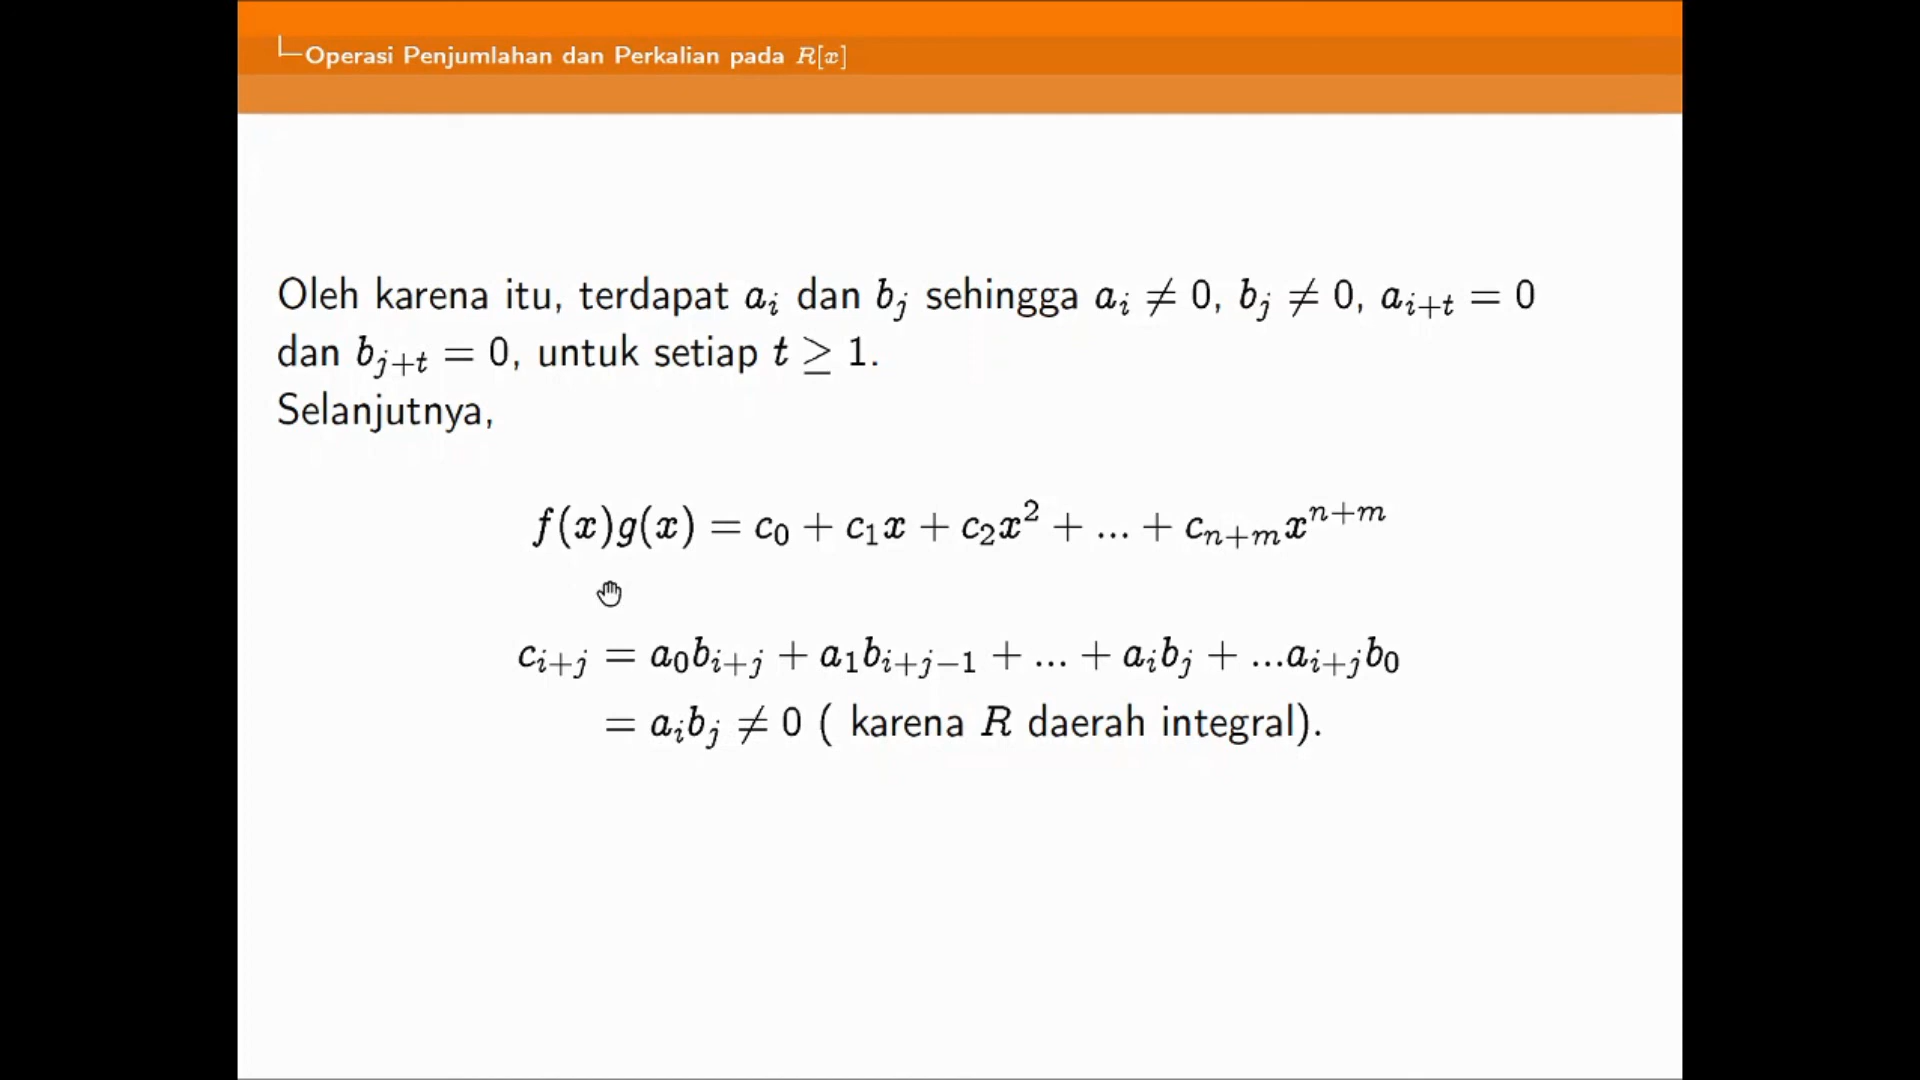 Operasi Penjumlahan dan Perkalian pada R[x]
Oleh karena itu, terdapat a_i dan b_j sehingga a_i ≠ 0, b_j ≠ 0, a_{i+t} = 0
dan b_{j+t} = 0, untuk setiap t ≥ 1.
Selanjutnya,
f(x)g(x) = c_0 + c_1x + c_2x^2 + ... + c_{n+m}x^{n+m}
c_{i+j} = a_0b_{i+j} + a_1b_{i+j−1} + ... + a_ib_j + ...a_{i+j}b_0
= a_ib_j ≠ 0 ( karena R daerah integral).